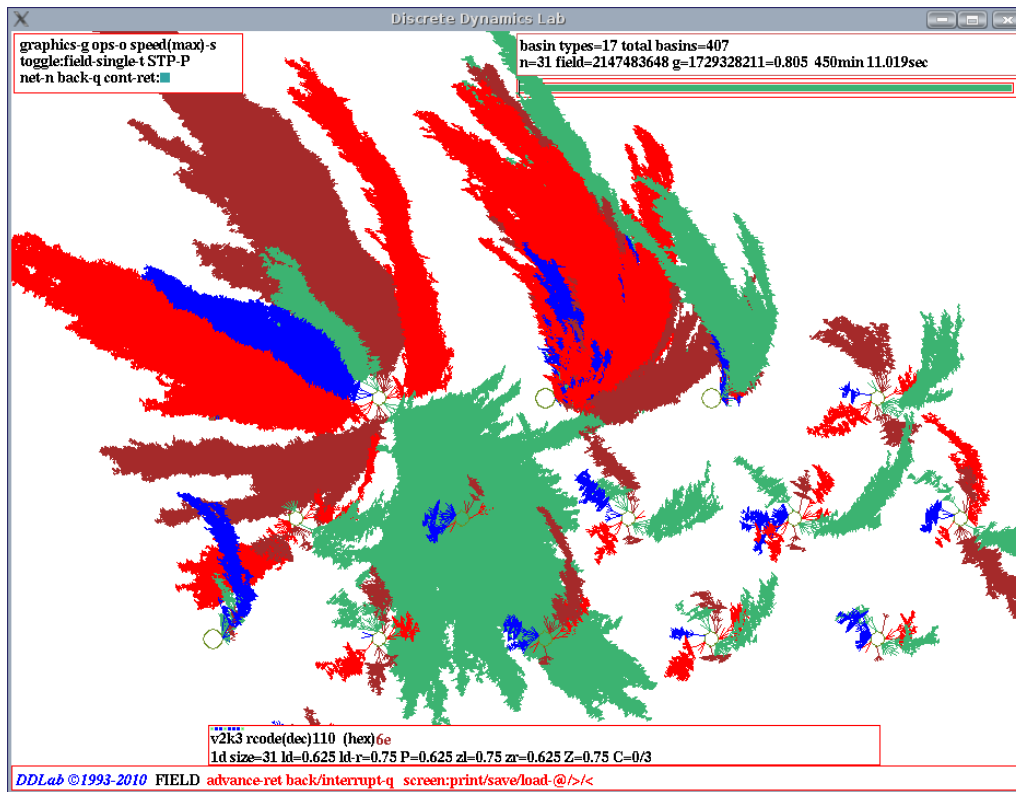 Discrete Dynamics Lab
graphics-g ops-o speed(max)-s
toggle:field-single-t STP-P
net-n back-q cont-ret:
basin types=17 total basins=407
n=31 field=2147483648 g=1729328211=0.805 450min 11.019sec
v2k3 rcode(dec)110 (hex)6e
1d size=31 ld=0.625 ld-r=0.75 P=0.625 zl=0.75 zr=0.625 Z=0.75 C=0/3
DDLab ©1993-2010 FIELD advance-ret back/interrupt-q screen:print/save/load-@/>/<